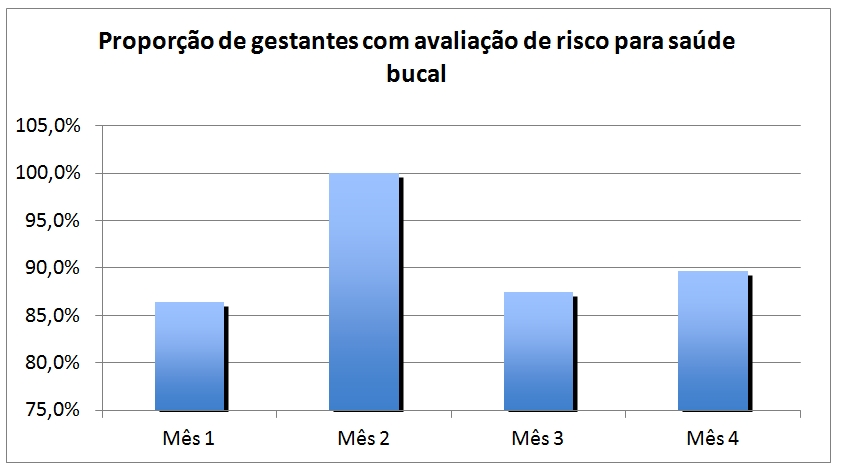 Proporção de gestantes com avaliação de risco para saúde
bucal
105,0%
100,0%
95,0%
90,0%
85,0%
80,0%
75,0%
Mês 1 Mês 2 Mês 3 Mês 4